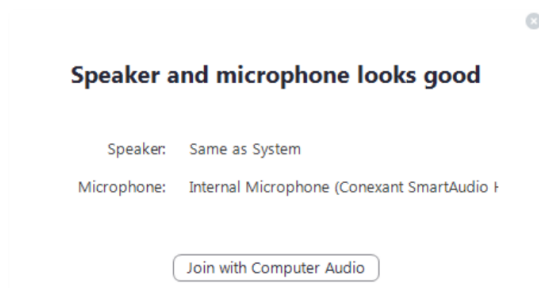 Speaker and microphone looks good
Speaker: Same as System
Microphone: Internal Microphone (Conexant SmartAudio
Join with Computer Audio